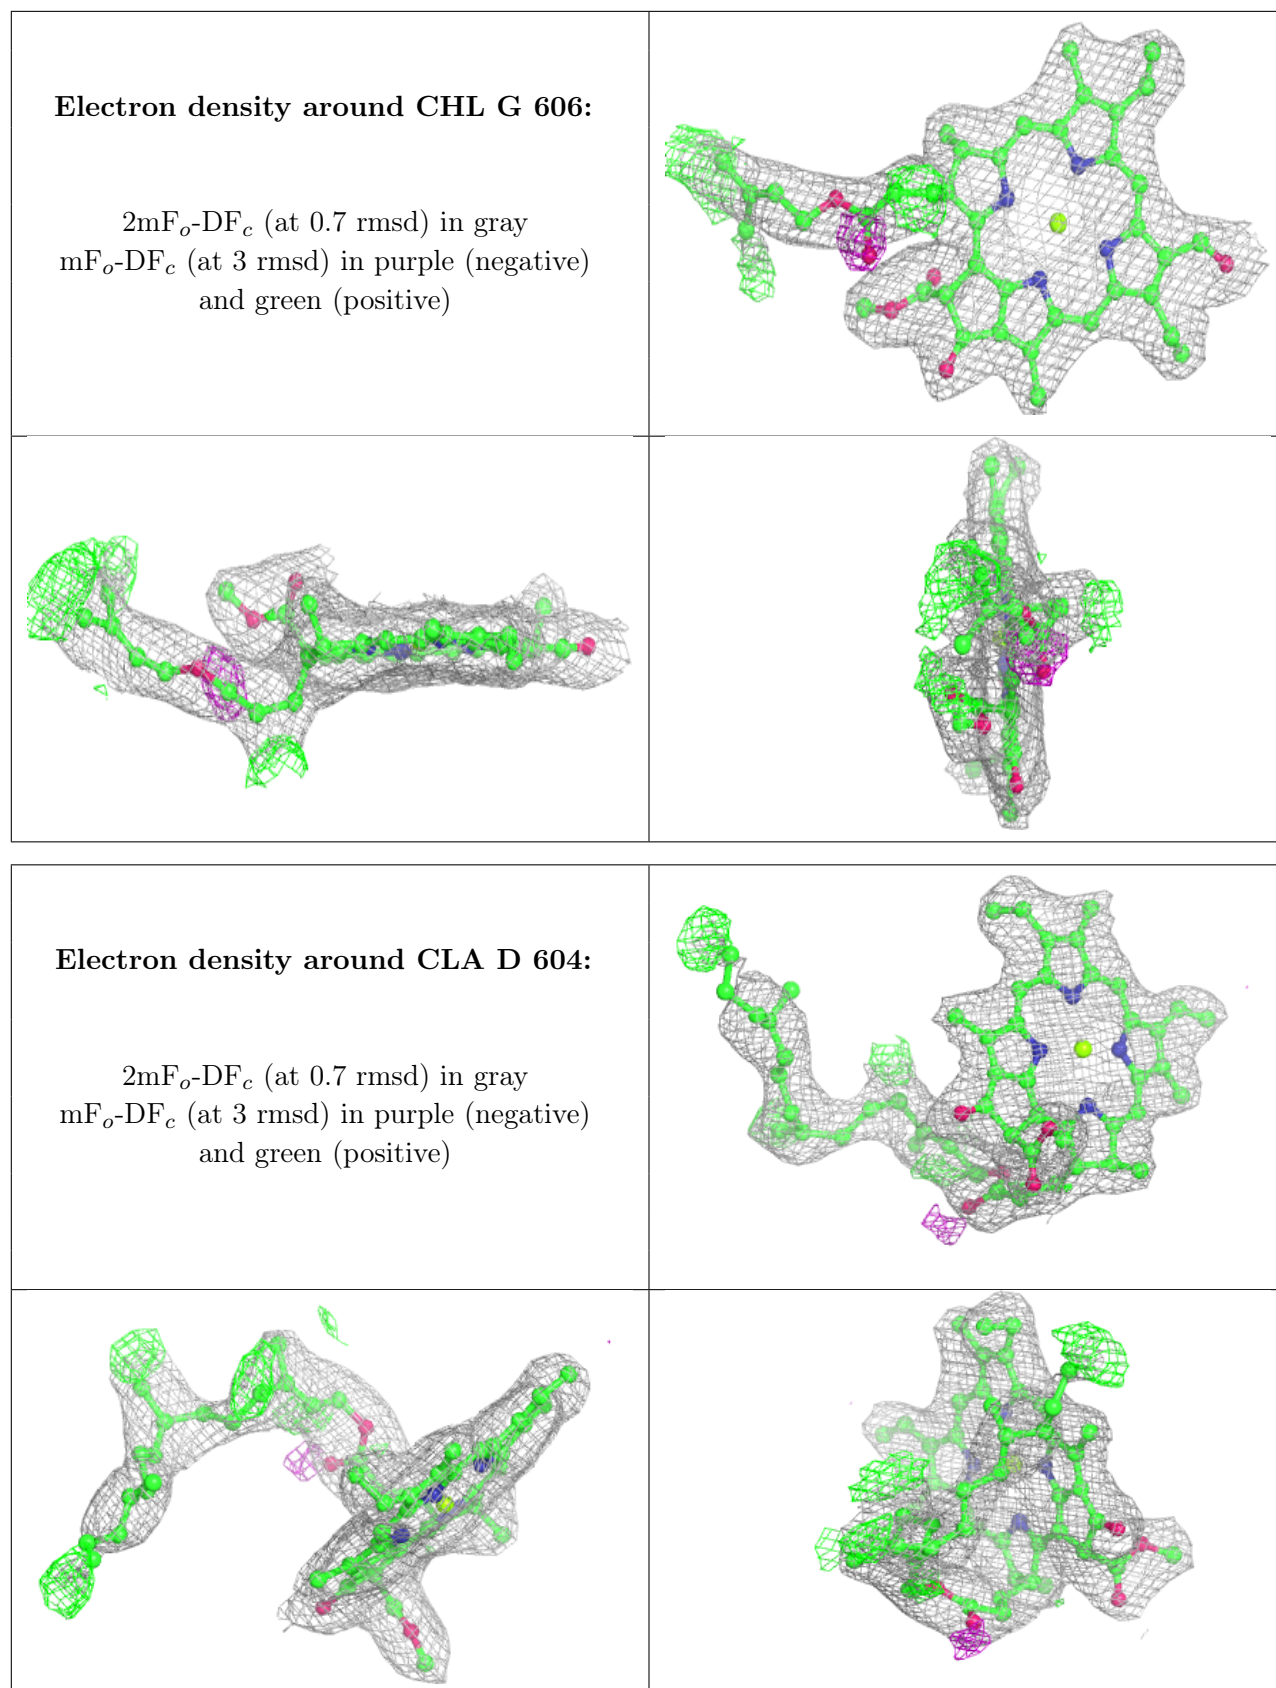 Electron density around CHL G 606:
2mFo-DFc (at 0.7 rmsd) in gray
mFo-DFc (at 3 rmsd) in purple (negative)
and green (positive)
Electron density around CLA D 604:
2mFo-DFc (at 0.7 rmsd) in gray
mFo-DFc (at 3 rmsd) in purple (negative)
and green (positive)